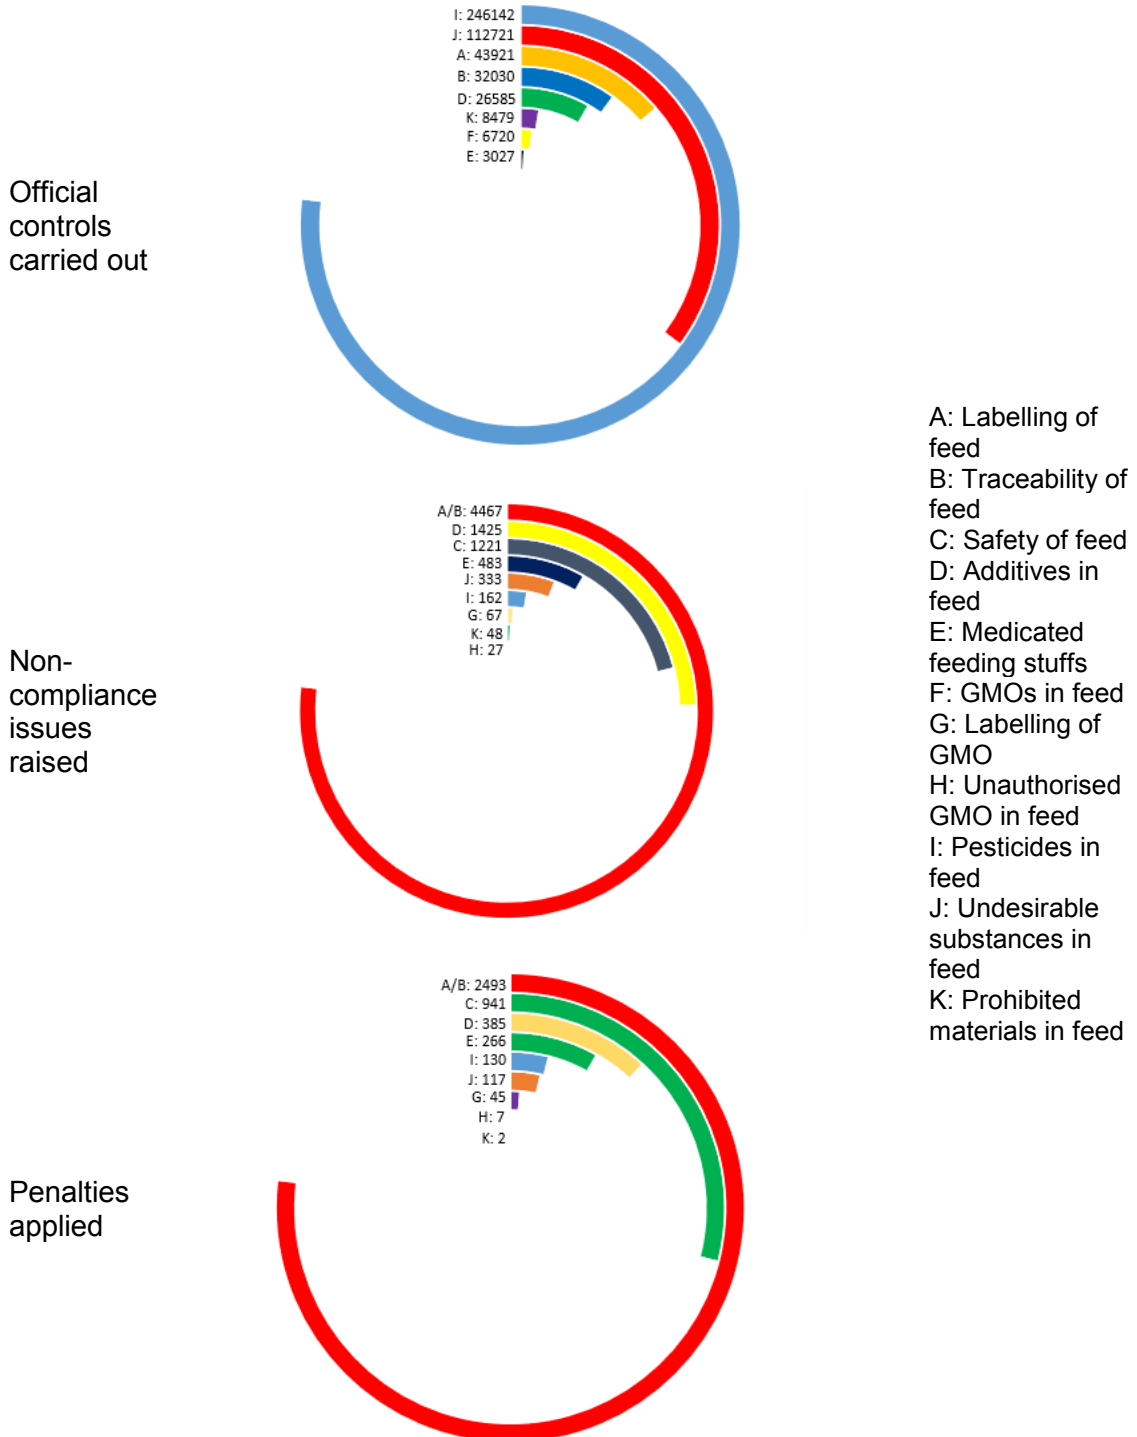 I: 246142
J: 112721
A: 43921
B: 32030
D: 26585
K: 8479
F: 6720
E: 3027
Official
controls
carried out
A/B: 4467
D: 1425
C: 1221
E: 483
J: 333
I: 162
G: 67
K: 48
H: 27
Non-
compliance
issues
raised
A/B: 2493
C: 941
D: 385
E: 266
I: 130
J: 117
G: 45
H: 7
K: 2
Penalties
applied
A: Labelling of
feed
B: Traceability of
feed
C: Safety of feed
D: Additives in
feed
E: Medicated
feeding stuffs
F: GMOs in feed
G: Labelling of
GMO
H: Unauthorised
GMO in feed
I: Pesticides in
feed
J: Undesirable
substances in
feed
K: Prohibited
materials in feed